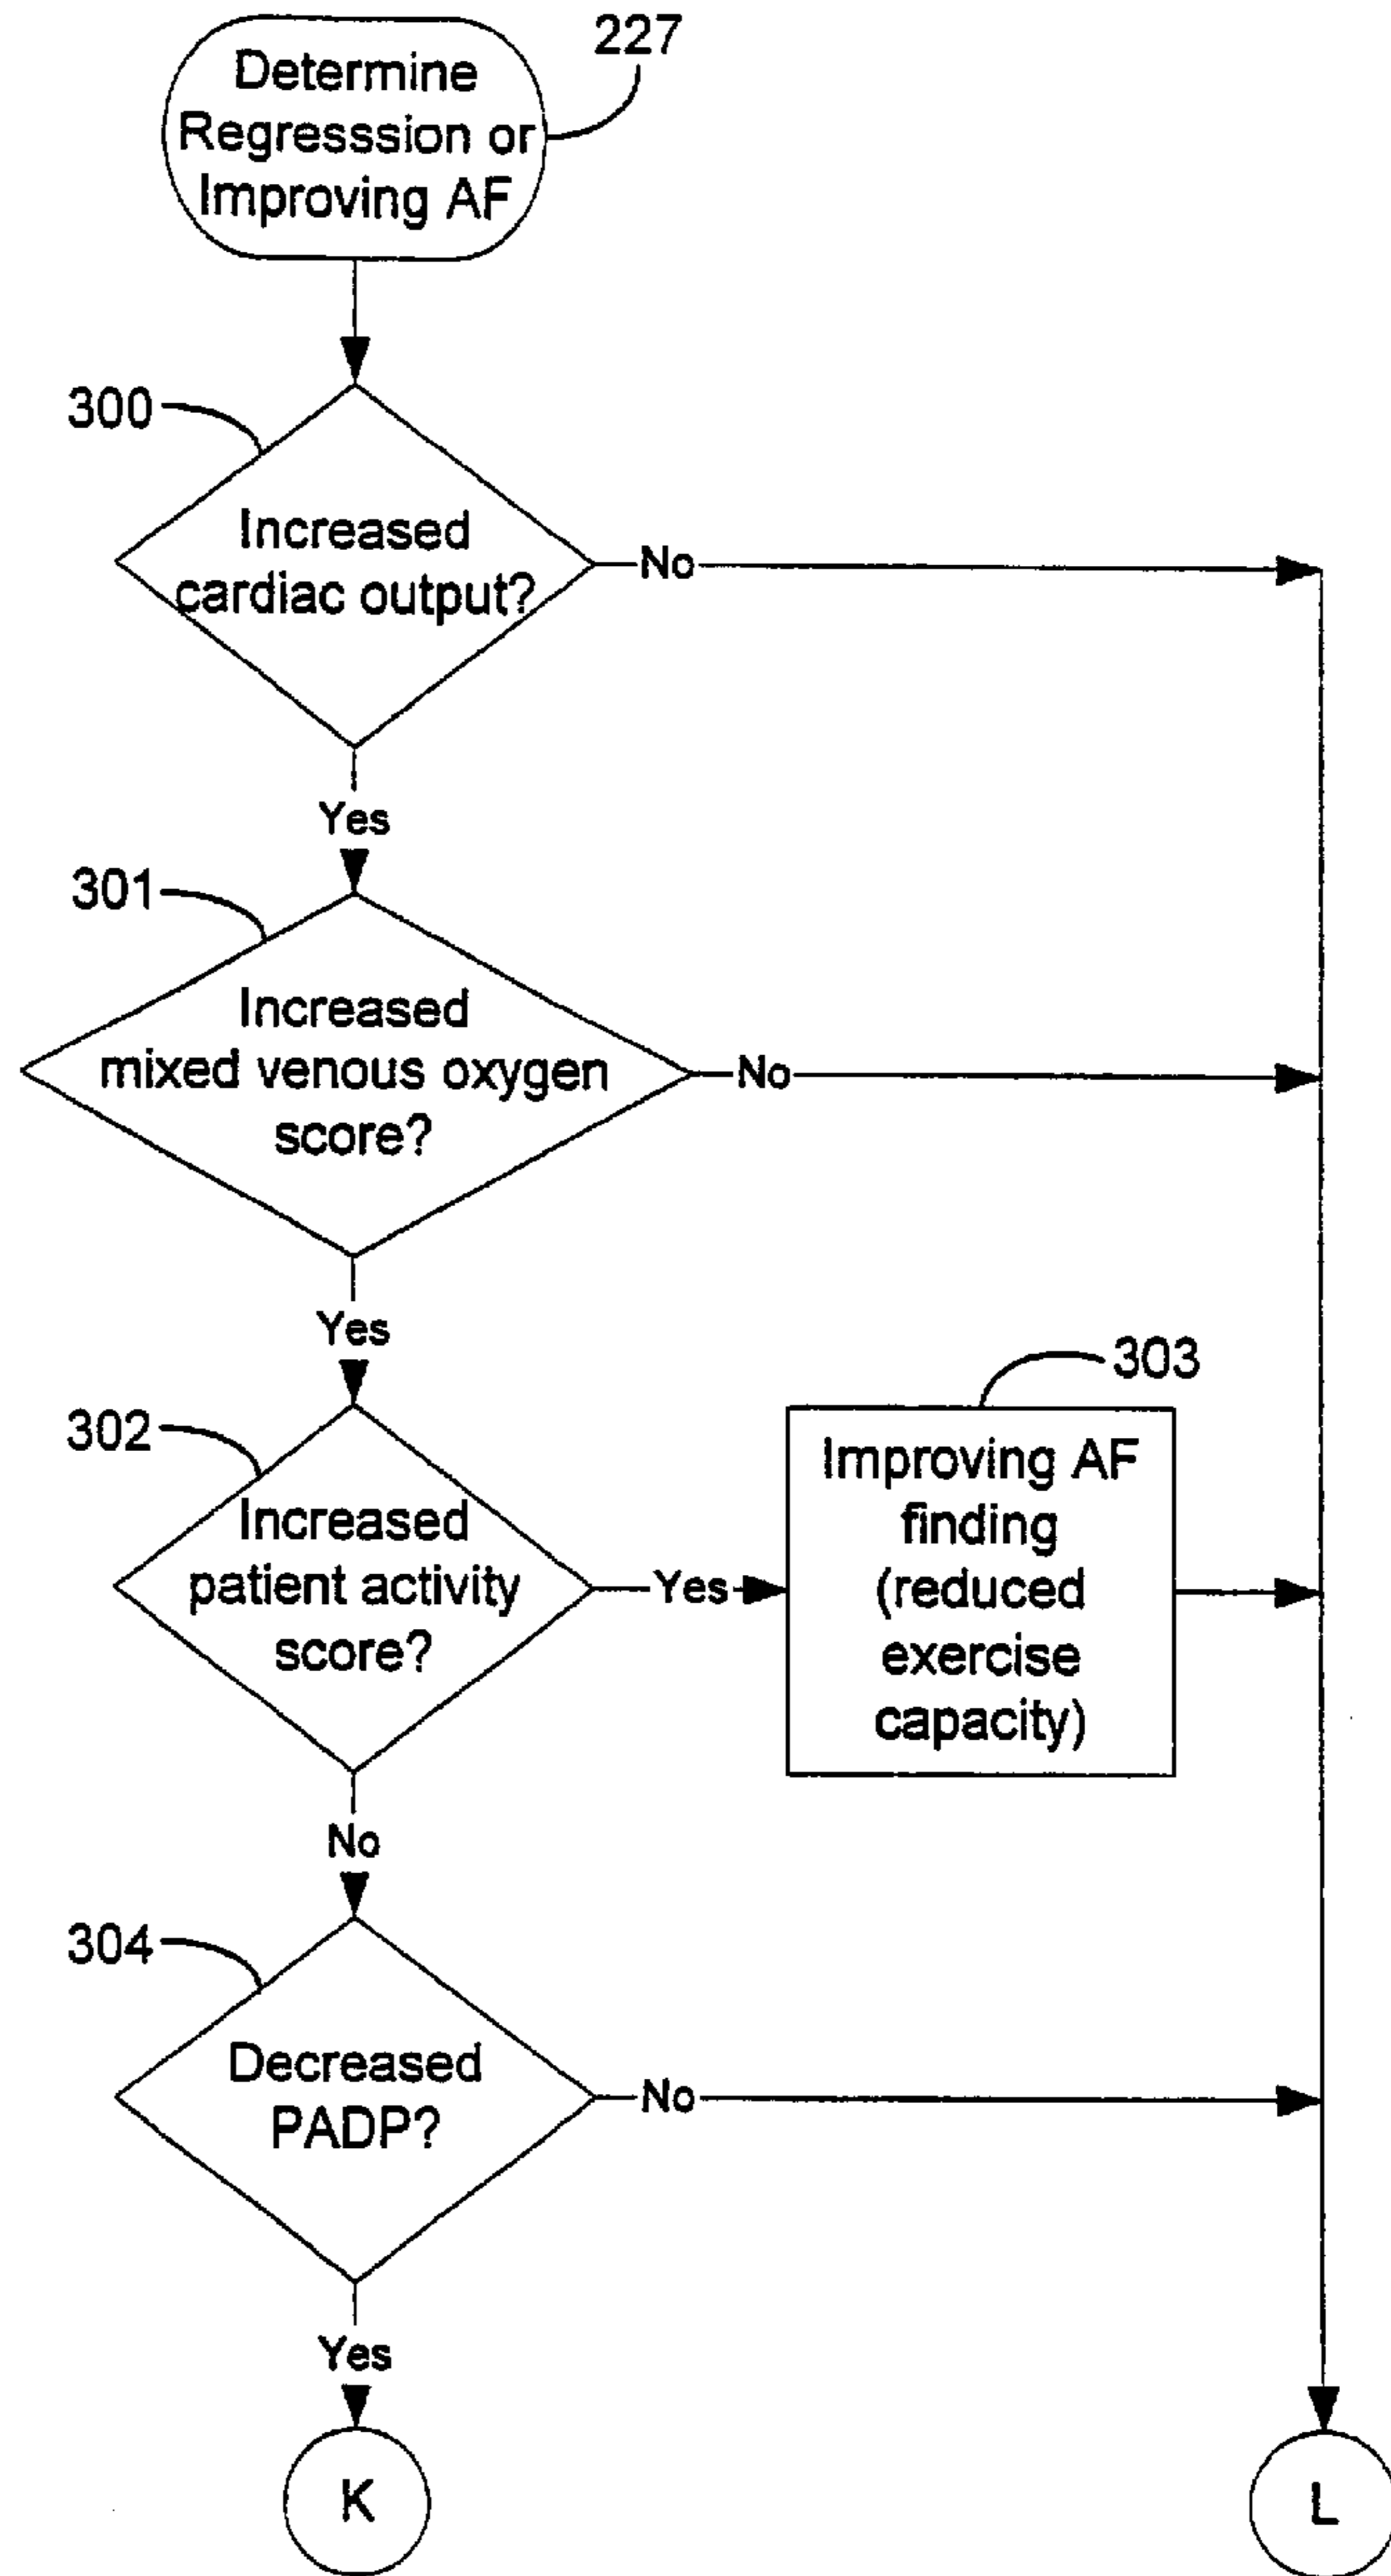 227
Determine
Regresssion or
Improving AF
300
Increased
cardiac output?
No
Yes
301
Increased
mixed venous oxygen
score?
No
Yes
303
302
Increased
patient activity
score?
Yes
Improving AF
finding
(reduced
exercise
capacity)
No
304
Decreased
PADP?
No
Yes
K
L